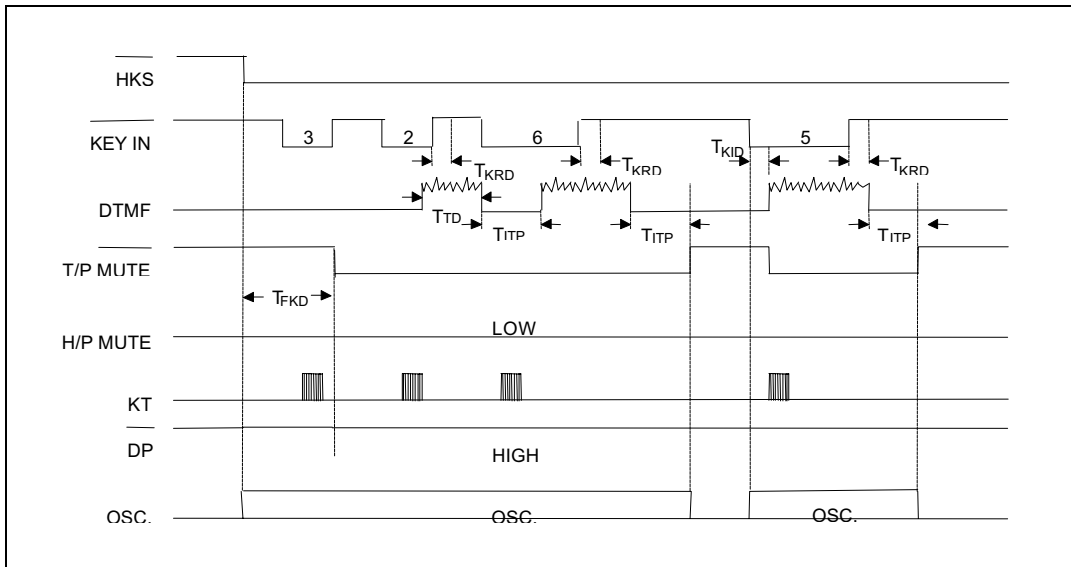 HKS
KEY IN
3
2
6
5
TKID
TKRD
TKRD
TKRD
DTMF
TTD
TITP
TITP
TITP
T/P MUTE
TFKD
LOW
H/P MUTE
KT
DP
HIGH
OSC.
OSC.
OSC.